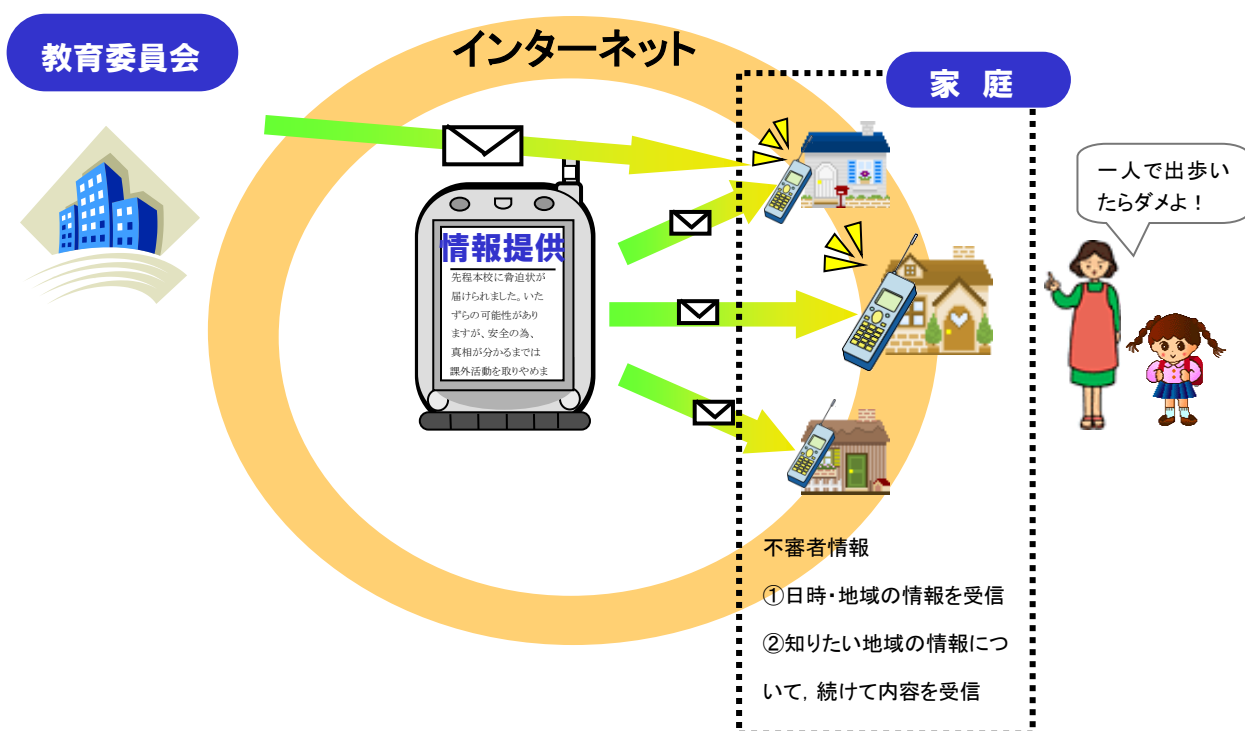 教育委員会
インターネット
家 庭
一人で出歩い
たらダメよ！
情報提供
先程本校に脅迫状が
届けられました。いた
ずらの可能性があり
ますが、安全の為、
真相が分かるまでは
課外活動を取りやめま
不審者情報
①日時・地域の情報を受信
②知りたい地域の情報につ
いて，続けて内容を受信